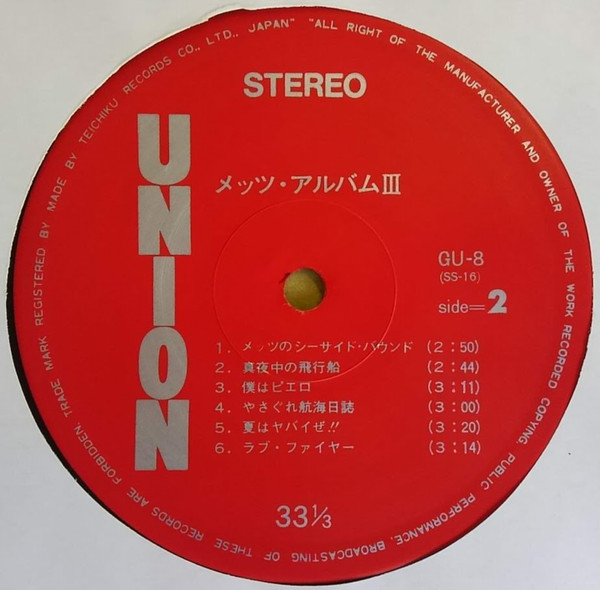 FORBIDDEN, TRADE MARK REGISTERED BY MADE BY TEICHIKU RECORDS CO., LTD., JAPAN" "ALL RIGHT OF THE MANUFACTURER AND OWNER OF THE WORK RECORDED COPYING, PUBLIC PERFORMANCE, BROADCASTING OF THESE RECORDS ARE
STEREO
UNION
メッツ・アルバムⅢ
GU-8
(SS-16)
side=2
1. メッツのシーサイド・バウンド (2:50)
2. 真夜中の飛行船 (2:44)
3. 僕はピエロ (3:11)
4. やさぐれ航海日誌 (3:00)
5. 夏はヤバイぜ!! (3:20)
6. ラブ・ファイヤー (3:14)
33⅓